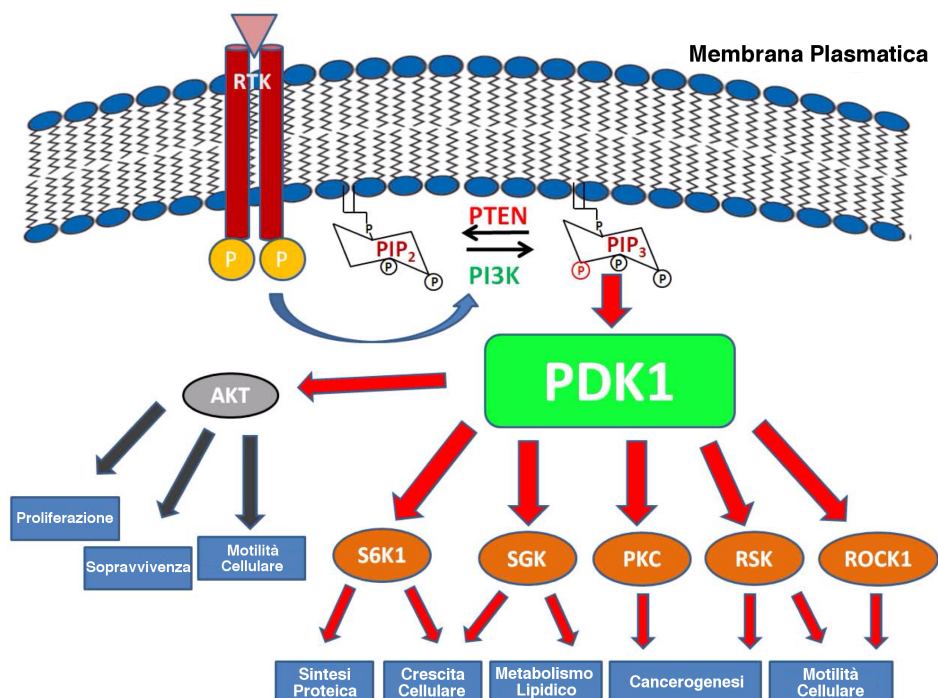 Membrana Plasmatica
RTK
P P
PTEN
P
PIP2
P
P
PI3K
P
PIP3
P
P
P
PDK1
AKT
Proliferazione
Sopravvivenza
Motilità
Cellulare
S6K1
SGK
PKC
RSK
ROCK1
Sintesi
Proteica
Crescita
Cellulare
Metabolismo
Lipidico
Cancerogenesi
Motilità
Cellulare